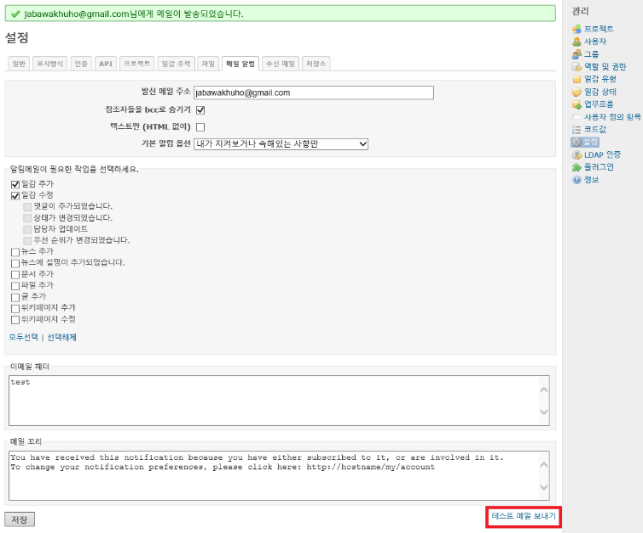 jabawakhuho@gmail.com님에게 메일이 발송되었습니다.
설정
일반 표시방식 인증 API 프로젝트 일감 추적 파일 메일 알림 수신 메일 저장소
발신 메일 주소 jabawakhuho@gmail.com
참조자들을 bcc로 숨기기
텍스트만 (HTML 없이)
기본 알림 옵션 내가 지켜보거나 속해있는 사항만
알림메일이 필요한 작업을 선택하세요.
일감 추가
일감 수정
댓글이 추가되었습니다.
상태가 변경되었습니다.
담당자 업데이트
우선 순위가 변경되었습니다.
뉴스 추가
뉴스에 설명이 추가되었습니다.
문서 추가
파일 추가
글 추가
위키페이지 추가
위키페이지 수정
모두선택 | 선택해제
이메일 헤더
test
메일 꼬리
You have received this notification because you have either subscribed to it, or are involved in it.
To change your notification preferences, please click here: http://hostname/my/account
저장
테스트 메일 보내기
관리
프로젝트
사용자
그룹
역할 및 권한
일감 유형
일감 상태
업무흐름
사용자 정의 항목
코드값
설정
LDAP 인증
플러그인
정보